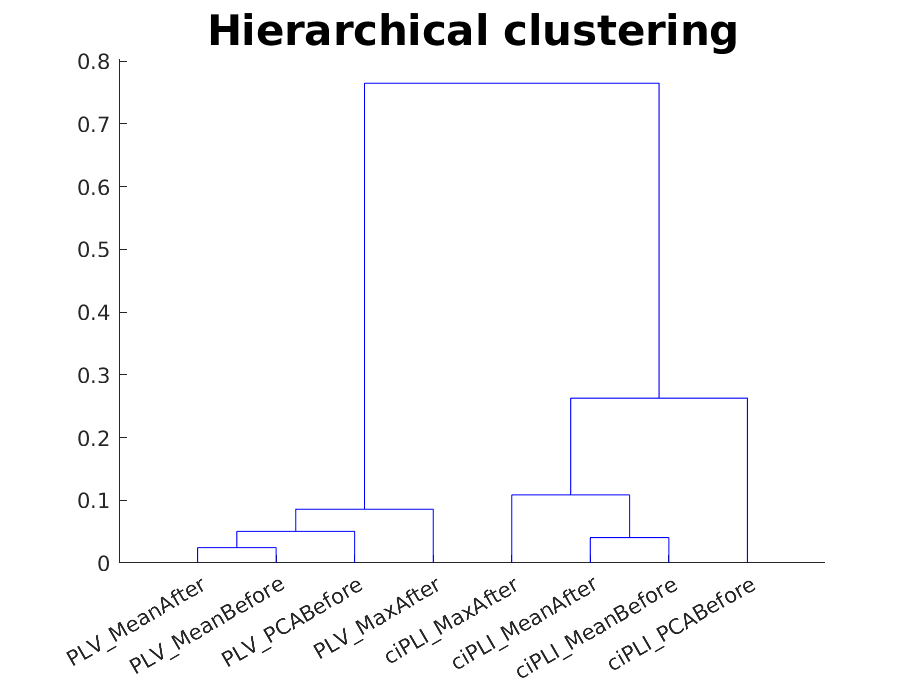 Hierarchical clustering
0.8
0.7
0.6
0.5
0.4
0.3
0.2
0.1
0
PLV_MeanAfter
PLV_MeanBefore
PLV_PCABefore
PLV_MaxAfter
ciPLI_MaxAfter
ciPLI_MeanAfter
ciPLI_MeanBefore
ciPLI_PCABefore